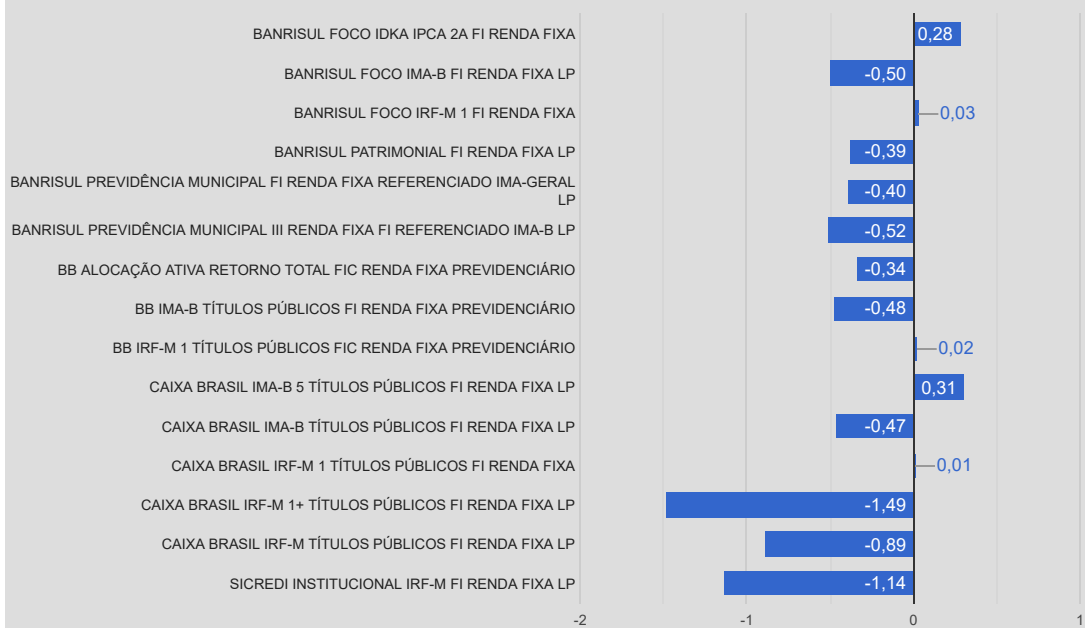 BANRISUL FOCO IDKA IPCA 2A FI RENDA FIXA 0,28
BANRISUL FOCO IMA-B FI RENDA FIXA LP -0,50
BANRISUL FOCO IRF-M 1 FI RENDA FIXA 0,03
BANRISUL PATRIMONIAL FI RENDA FIXA LP -0,39
BANRISUL PREVIDÊNCIA MUNICIPAL FI RENDA FIXA REFERENCIADO IMA-GERAL
LP -0,40
BANRISUL PREVIDÊNCIA MUNICIPAL III RENDA FIXA FI REFERENCIADO IMA-B LP -0,52
BB ALOCAÇÃO ATIVA RETORNO TOTAL FIC RENDA FIXA PREVIDENCIÁRIO -0,34
BB IMA-B TÍTULOS PÚBLICOS FI RENDA FIXA PREVIDENCIÁRIO -0,48
BB IRF-M 1 TÍTULOS PÚBLICOS FIC RENDA FIXA PREVIDENCIÁRIO 0,02
CAIXA BRASIL IMA-B 5 TÍTULOS PÚBLICOS FI RENDA FIXA LP 0,31
CAIXA BRASIL IMA-B TÍTULOS PÚBLICOS FI RENDA FIXA LP -0,47
CAIXA BRASIL IRF-M 1 TÍTULOS PÚBLICOS FI RENDA FIXA 0,01
CAIXA BRASIL IRF-M 1+ TÍTULOS PÚBLICOS FI RENDA FIXA LP -1,49
CAIXA BRASIL IRF-M TÍTULOS PÚBLICOS FI RENDA FIXA LP -0,89
SICREDI INSTITUCIONAL IRF-M FI RENDA FIXA LP -1,14
-2 -1 0 1